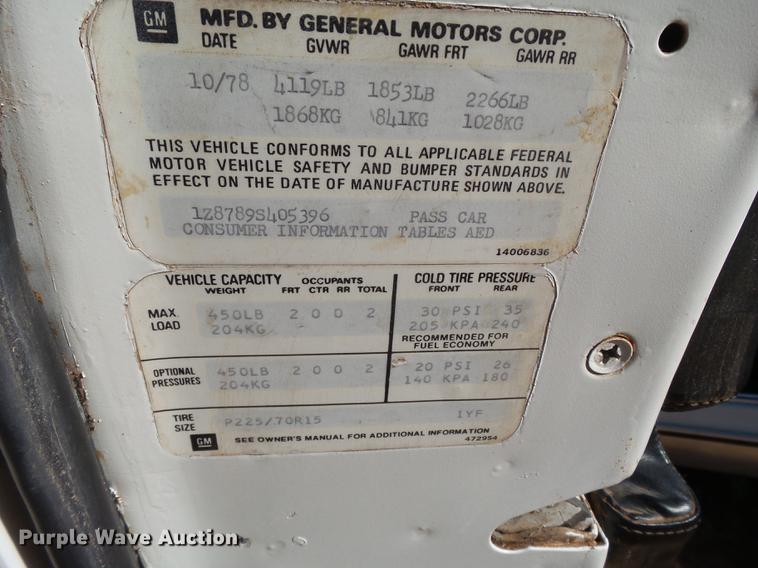 GM
MFD. BY GENERAL MOTORS CORP.
DATE GVWR GAWR FRT GAWR RR
10/78 4119LB 1853LB 2266LB
1868KG 841KG 1028KG
THIS VEHICLE CONFORMS TO ALL APPLICABLE FEDERAL
MOTOR VEHICLE SAFETY AND BUMPER STANDARDS IN
EFFECT ON THE DATE OF MANUFACTURE SHOWN ABOVE.
1Z8789S405396 PASS CAR
CONSUMER INFORMATION TABLES AED
14006836
VEHICLE CAPACITY OCCUPANTS COLD TIRE PRESSURE
WEIGHT FRT CTR RR TOTAL FRONT REAR
MAX. LOAD 450LB 2 0 0 2 30 PSI 35
204KG 205 KPA 240
RECOMMENDED FOR
FUEL ECONOMY
OPTIONAL PRESSURES 450LB 2 0 0 2 20 PSI 26
204KG 140 KPA 180
TIRE SIZE P225/70R15 1YF
GM SEE OWNER'S MANUAL FOR ADDITIONAL INFORMATION 472954
Purple Wave Auction